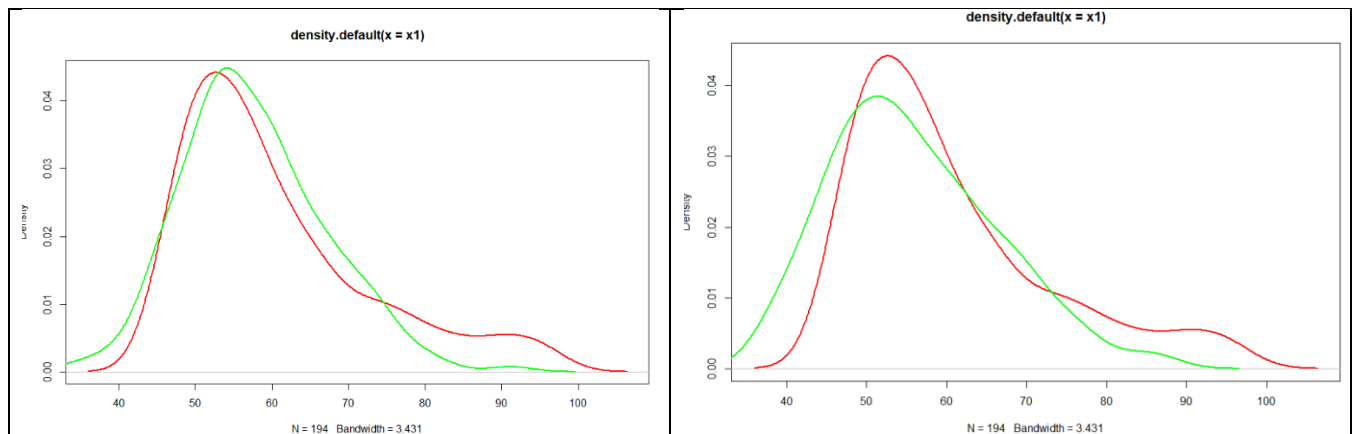 density.default(x = x1)
Density
0.00 0.01 0.02 0.03 0.04
40 50 60 70 80 90 100
N = 194 Bandwidth = 3.431
density.default(x = x1)
Density
0.00 0.01 0.02 0.03 0.04
40 50 60 70 80 90 100
N = 194 Bandwidth = 3.431